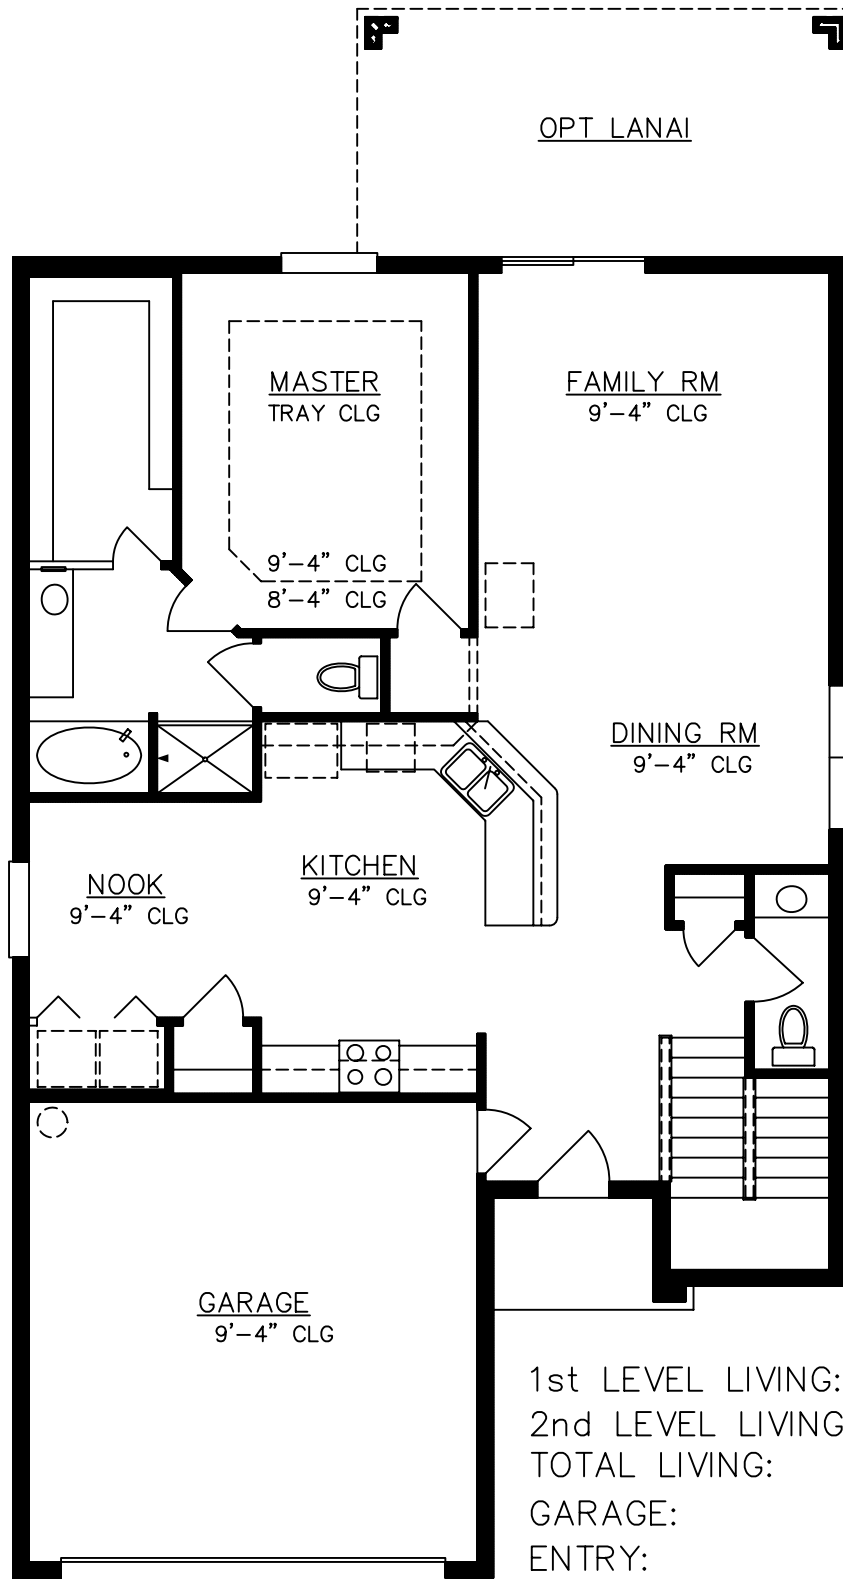 OPT LANAI
MASTER
TRAY CLG
FAMILY RM
9'-4" CLG
9'-4" CLG
8'-4" CLG
DINING RM
9'-4" CLG
KITCHEN
9'-4" CLG
NOOK
9'-4" CLG
GARAGE
9'-4" CLG
1st LEVEL LIVING:
2nd LEVEL LIVING
TOTAL LIVING:
GARAGE:
ENTRY: